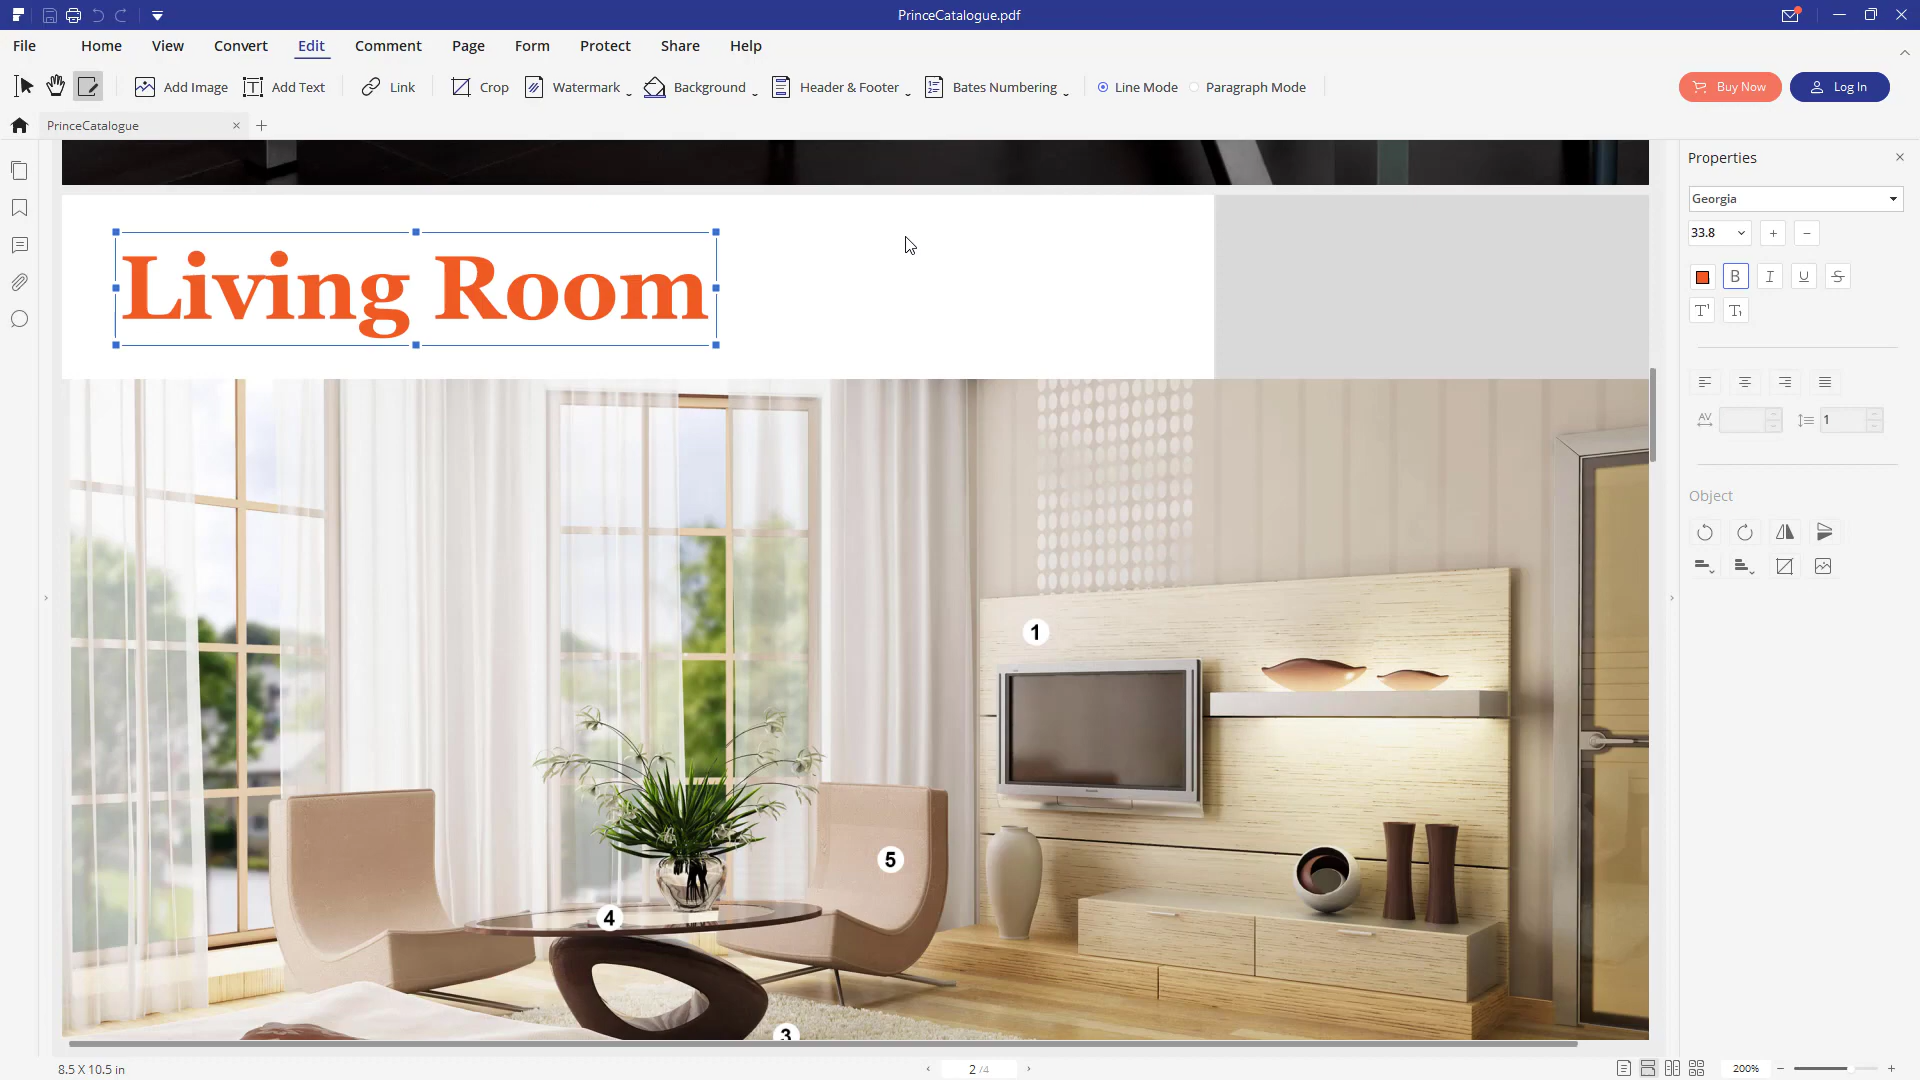 PrinceCatalogue.pdf
File Home View Convert Edit Comment Page Form Protect Share Help
Add Image Add Text Link Crop Watermark Background Header & Footer Bates Numbering Line Mode Paragraph Mode Buy Now Log In
PrinceCatalogue
Properties
Georgia
33.8
B I U S
T T
Living Room
AV 1
Object
1
5
4
3
8.5 X 10.5 in 2 /4 200%